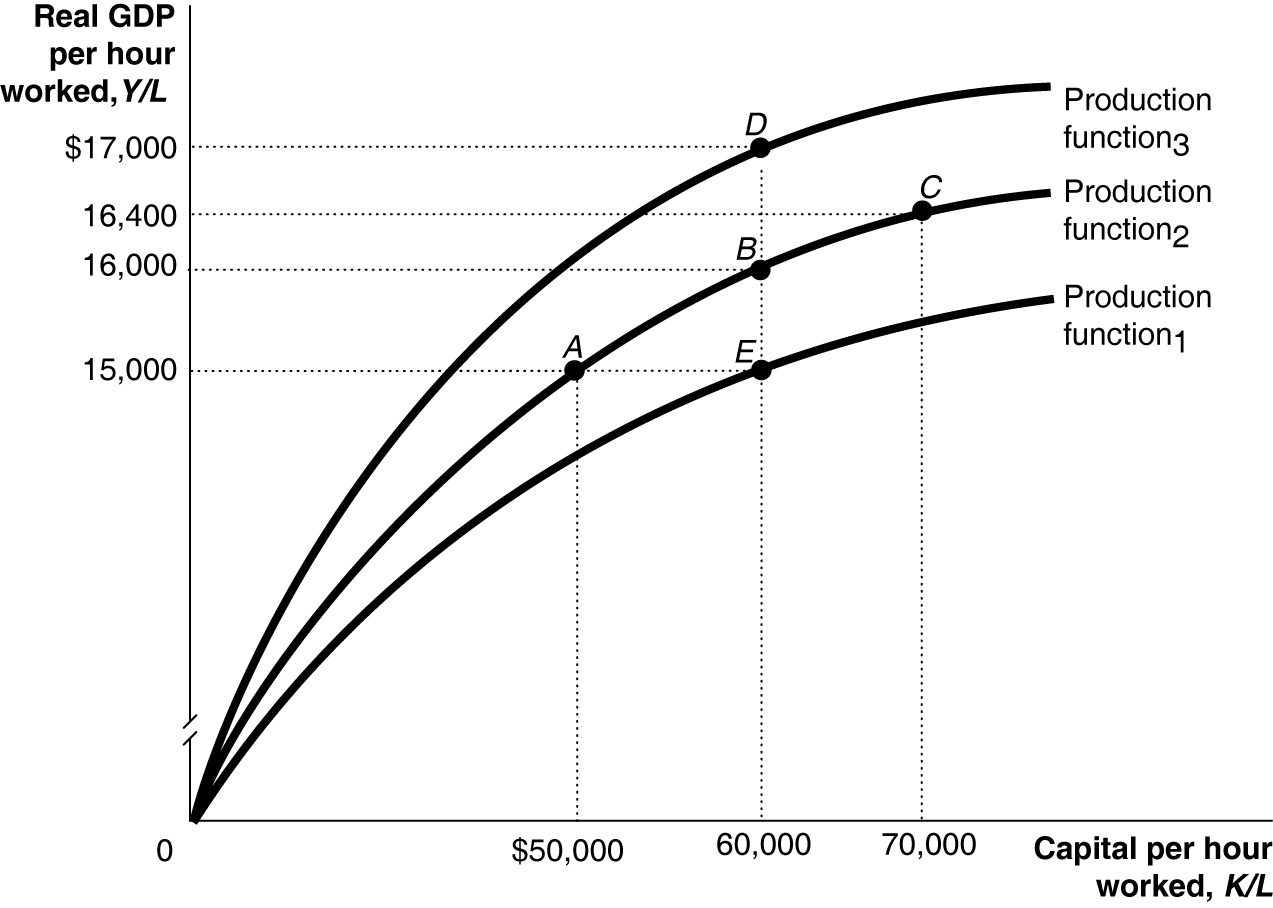 Real GDP
per hour
worked, Y/L
$17,000
16,400
16,000
15,000
D
C
B
A
E
Production
function3
Production
function2
Production
function1
0
$50,000
60,000
70,000
Capital per hour
worked, K/L